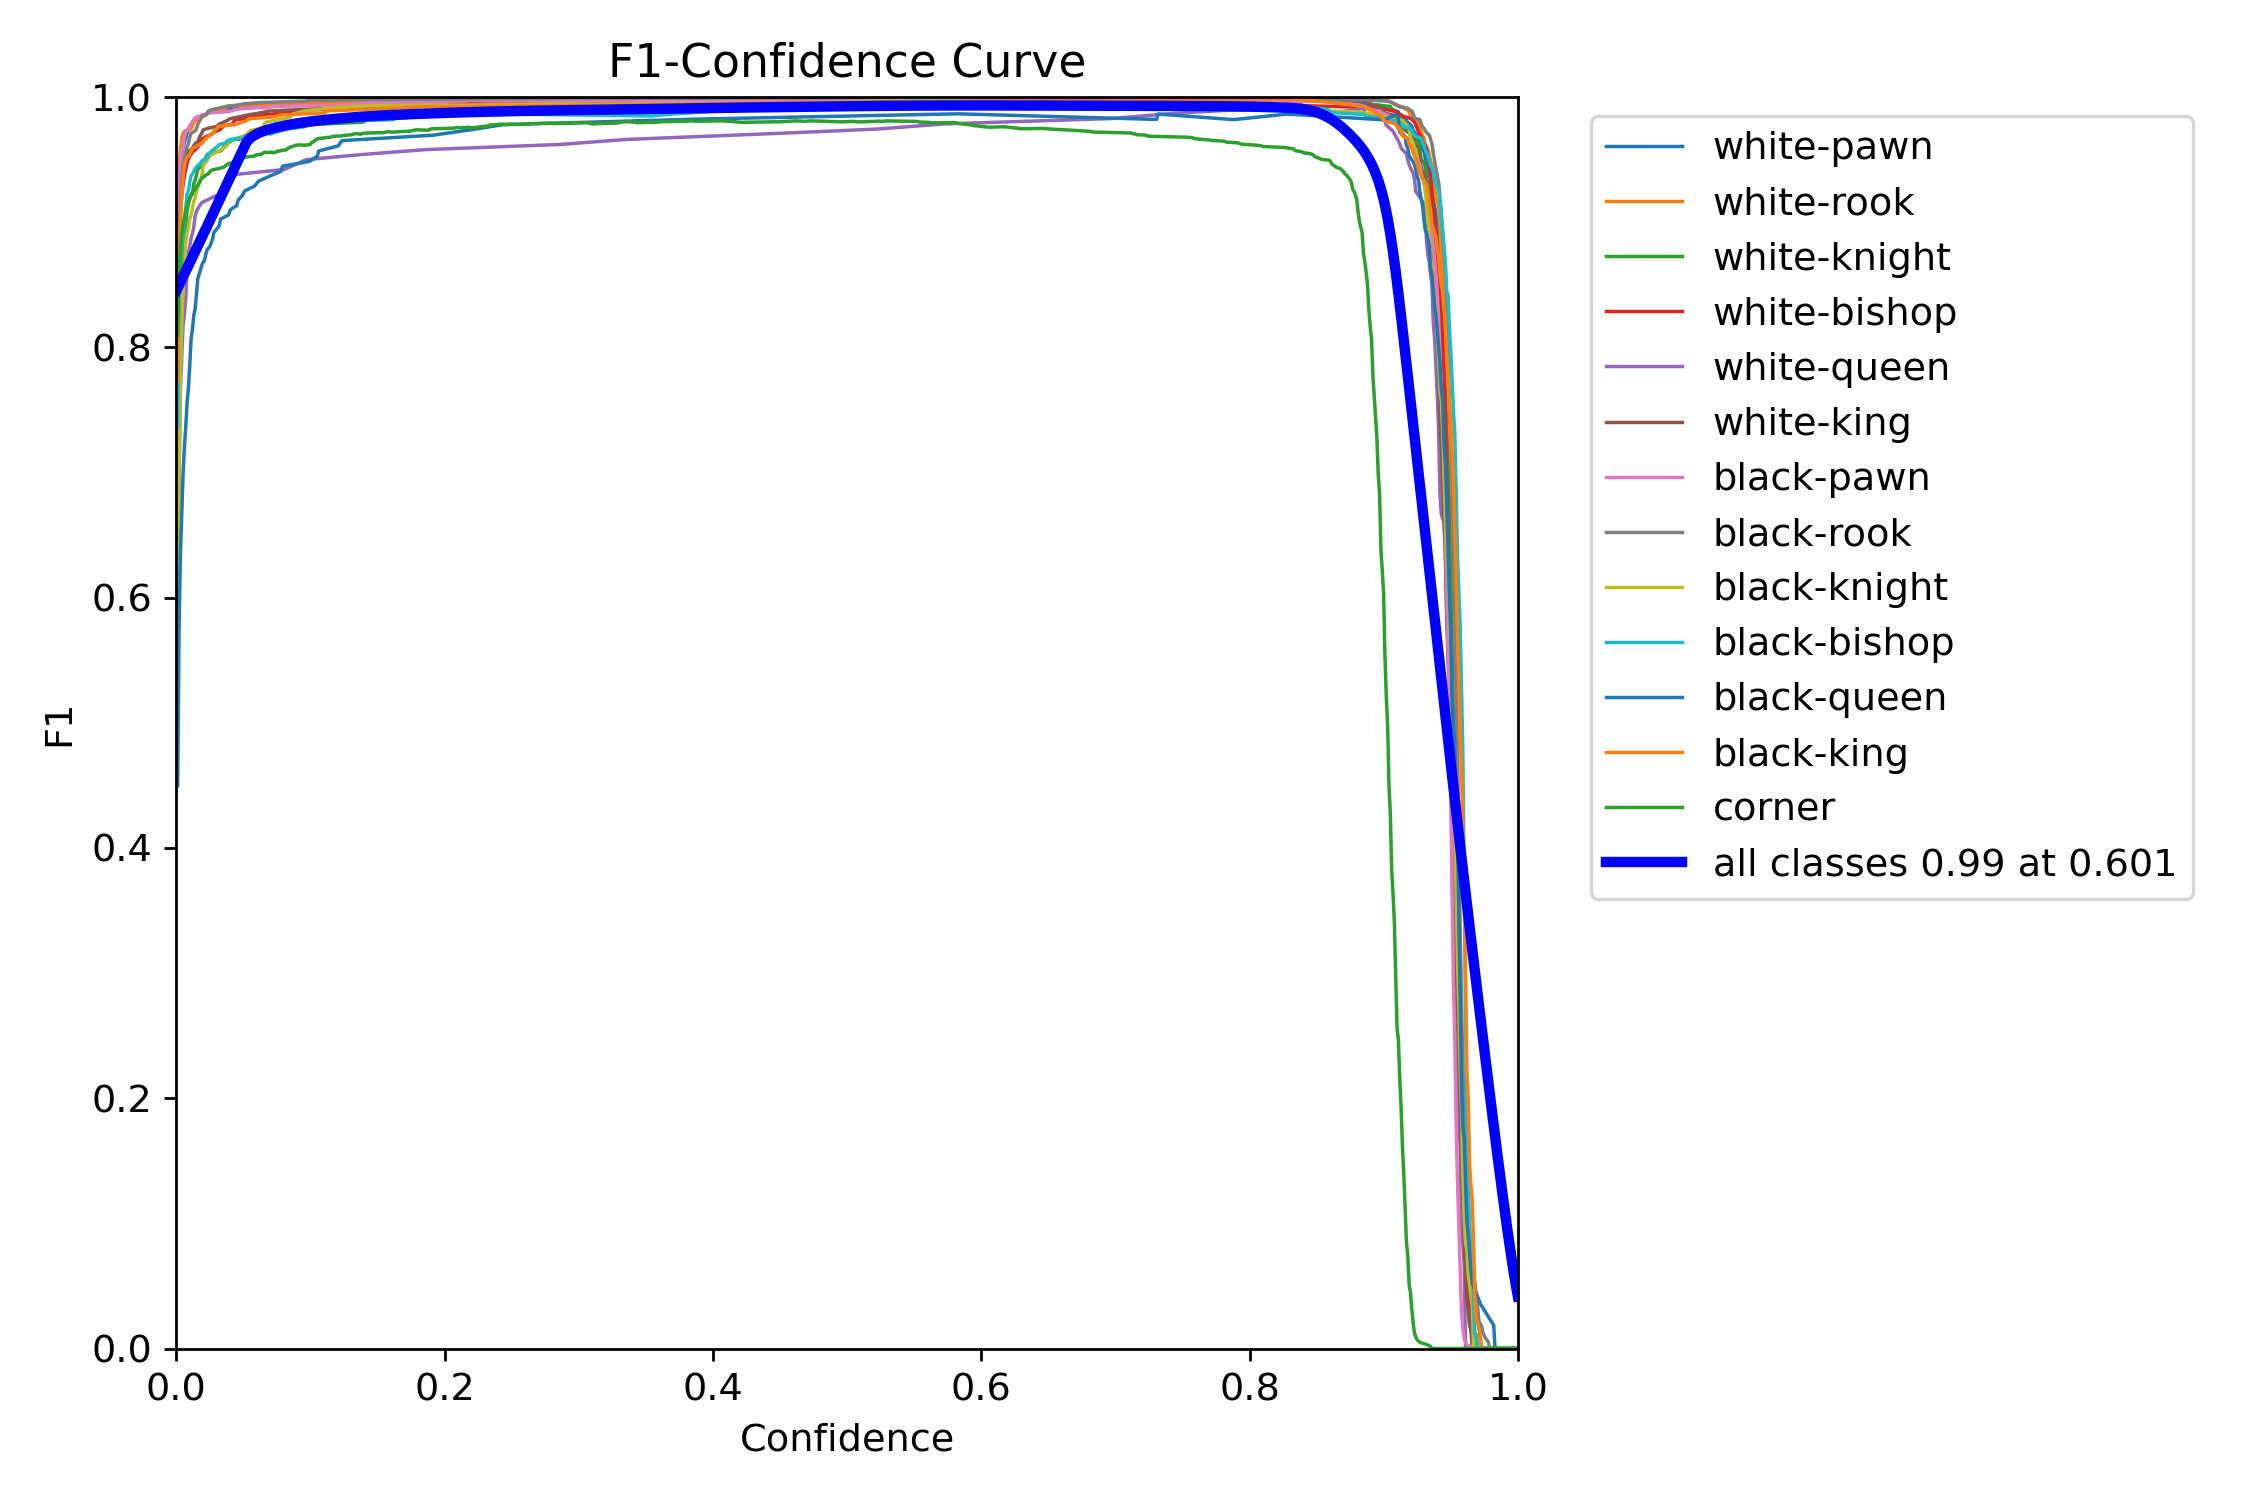 F1-Confidence Curve
1.0
0.8
0.6
0.4
0.2
0.0
F1
0.0 0.2 0.4 0.6 0.8 1.0
Confidence
white-pawn
white-rook
white-knight
white-bishop
white-queen
white-king
black-pawn
black-rook
black-knight
black-bishop
black-queen
black-king
corner
all classes 0.99 at 0.601